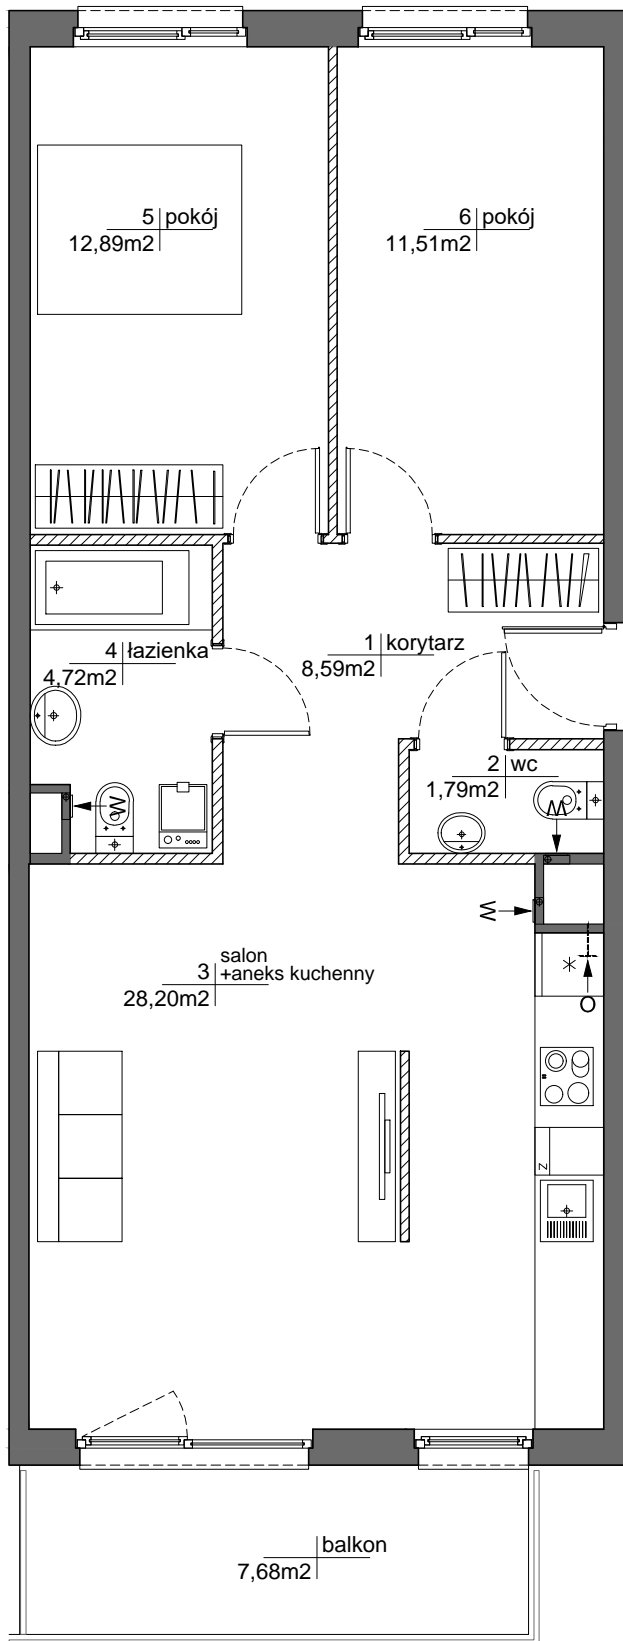 5 pokój
12,89m2
6 pokój
11,51m2
1 korytarz
8,59m2
4 łazienka
4,72m2
2 wc
1,79m2
W
W
W
salon
3 +aneks kuchenny
28,20m2
O
Z
balkon
7,68m2